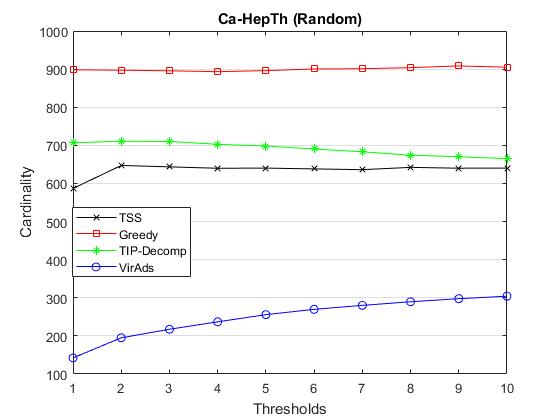 Ca-HepTh (Random)
1000
900
800
700
600
500
400
300
200
100
Cardinality
TSS
Greedy
TIP-Decomp
VirAds
1 2 3 4 5 6 7 8 9 10
Thresholds